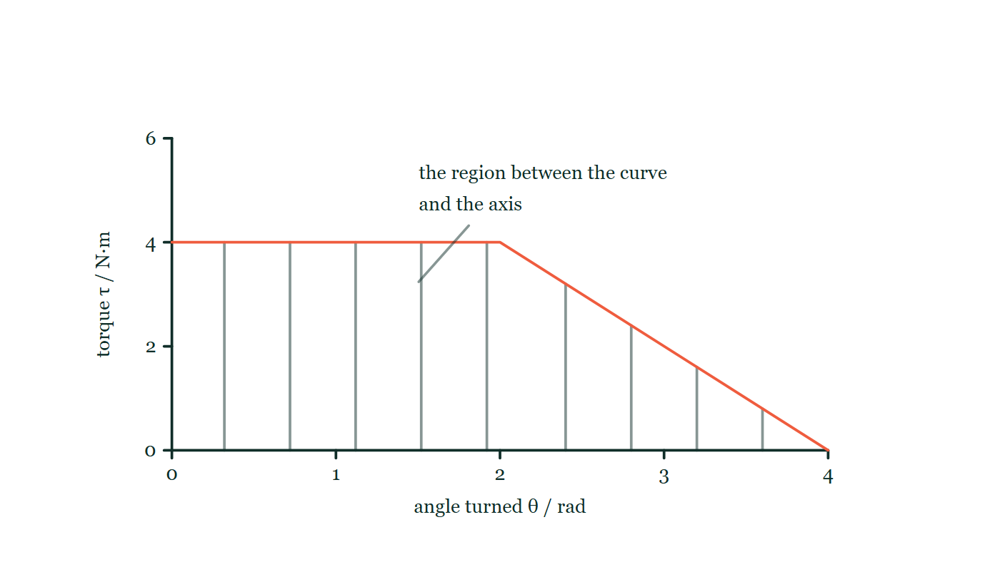 6
the region between the curve
and the axis
4
torque τ / N·m
2
0
0 1 2 3 4
angle turned θ / rad